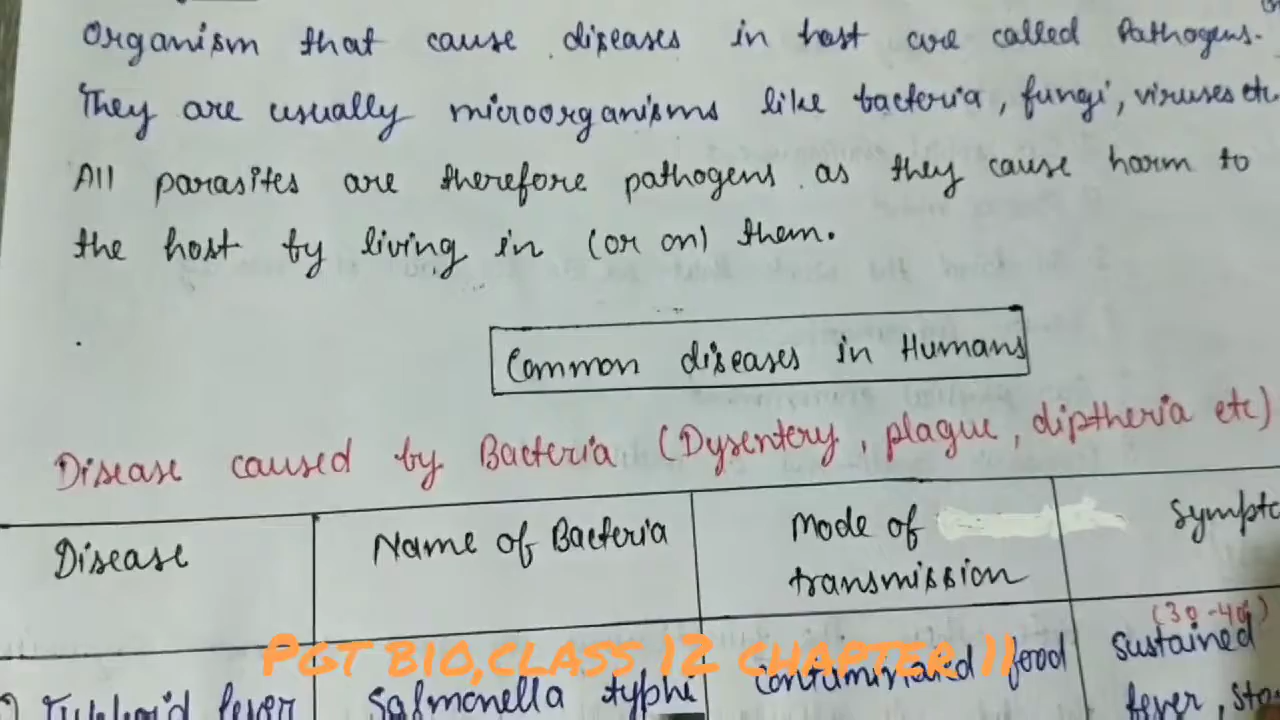 Organism that cause diseases in host are called Pathogens.
They are usually microorganisms like bacteria, fungi, viruses etc
All parasites are therefore pathogens as they cause harm to
the host by living in (or on) them.
Common diseases in Humans
Disease caused by Bacteria (Dysentery, plague, diptheria etc)
Disease
Name of Bacteria
Mode of
transmission
Typhoid fever
Salmonella typhi
contaminated food
sustained
fever,
PGT BIO,CLASS 12 CHAPTER 11